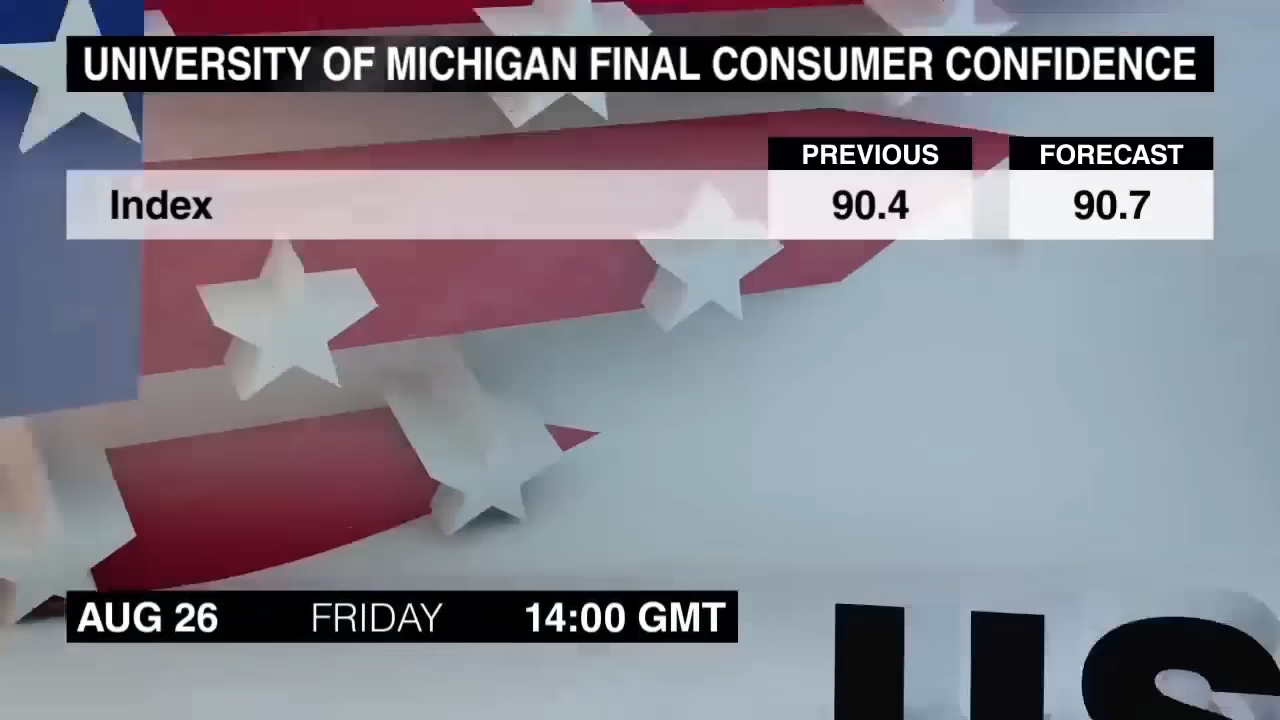 UNIVERSITY OF MICHIGAN FINAL CONSUMER CONFIDENCE
PREVIOUS FORECAST
Index 90.4 90.7
AUG 26 FRIDAY 14:00 GMT
US